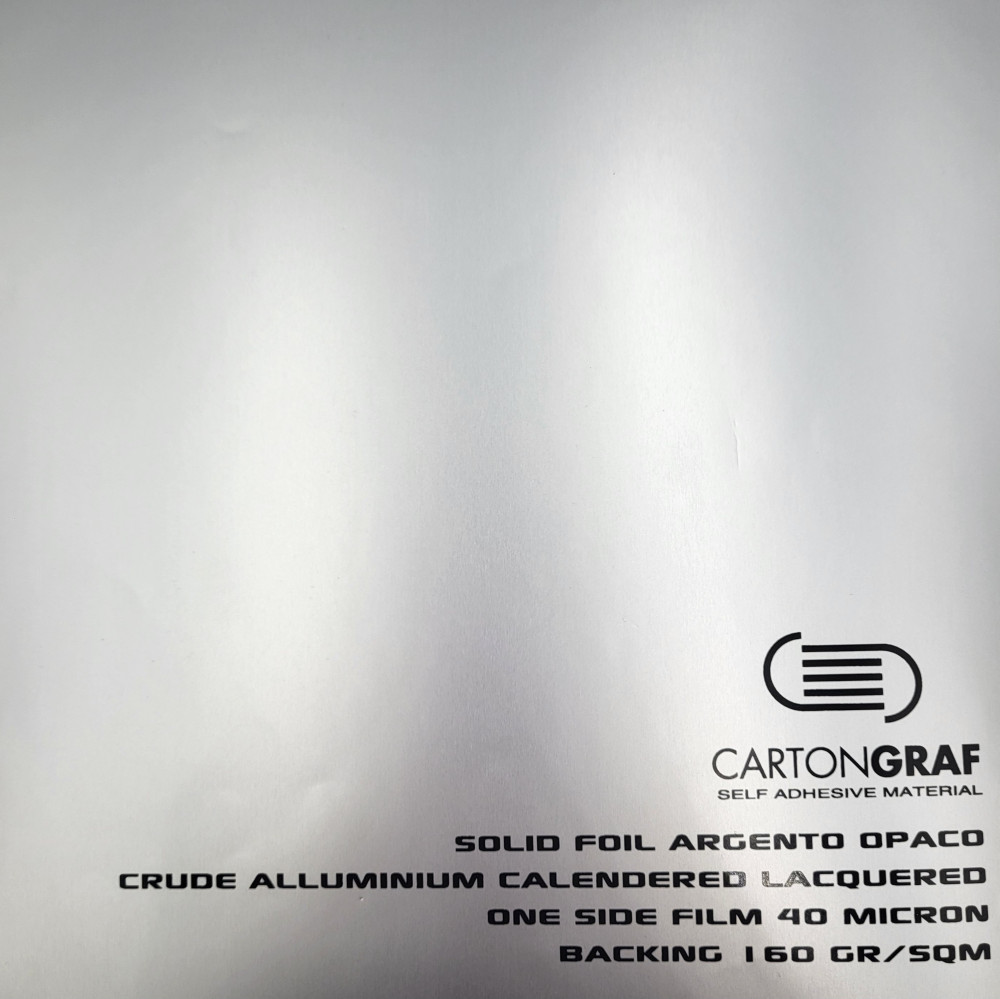 CARTONGRAF
SELF ADHESIVE MATERIAL
SOLID FOIL ARGENTO OPACO
CRUDE ALLUMINIUM CALENDERED LACQUERED
ONE SIDE FILM 40 MICRON
BACKING 160 GR/SQM